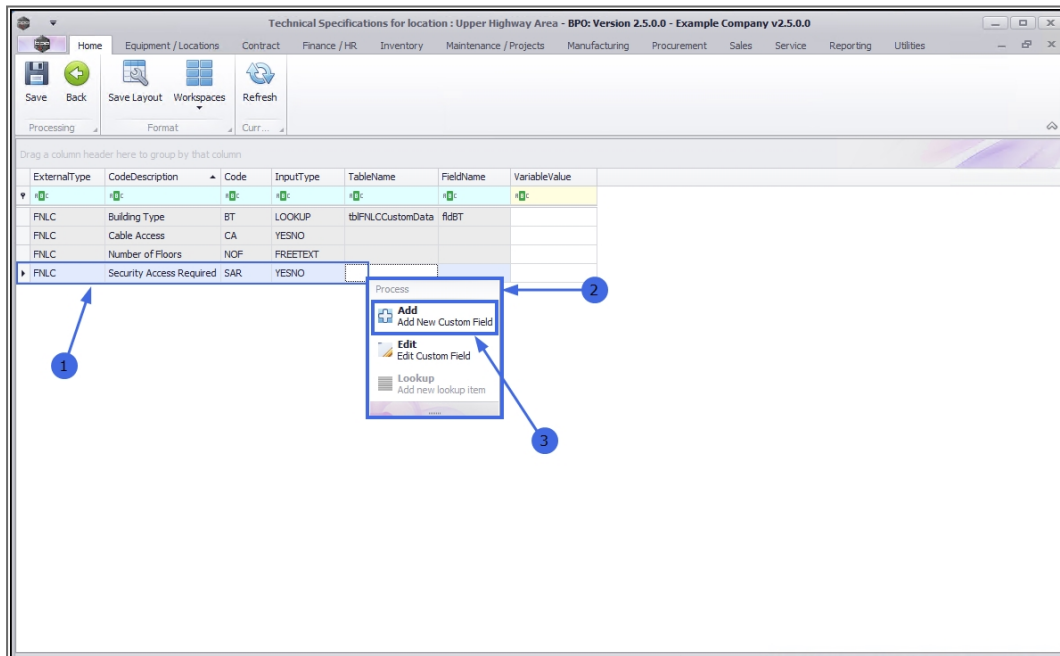 Technical Specifications for location : Upper Highway Area - BPO: Version 2.5.0.0 - Example Company v2.5.0.0
Home Equipment / Locations Contract Finance / HR Inventory Maintenance / Projects Manufacturing Procurement Sales Service Reporting Utilities
Save Back Save Layout Workspaces Refresh
Processing Format Curr...
Drag a column header here to group by that column
ExternalType CodeDescription Code InputType TableName FieldName VariableValue
FNLC Building Type BT LOOKUP tblFNLCCustomData fldBT
FNLC Cable Access CA YESNO
FNLC Number of Floors NOF FREETEXT
FNLC Security Access Required SAR YESNO
Process
2
Add
Add New Custom Field
Edit
Edit Custom Field
1
Lookup
Add new lookup item
3